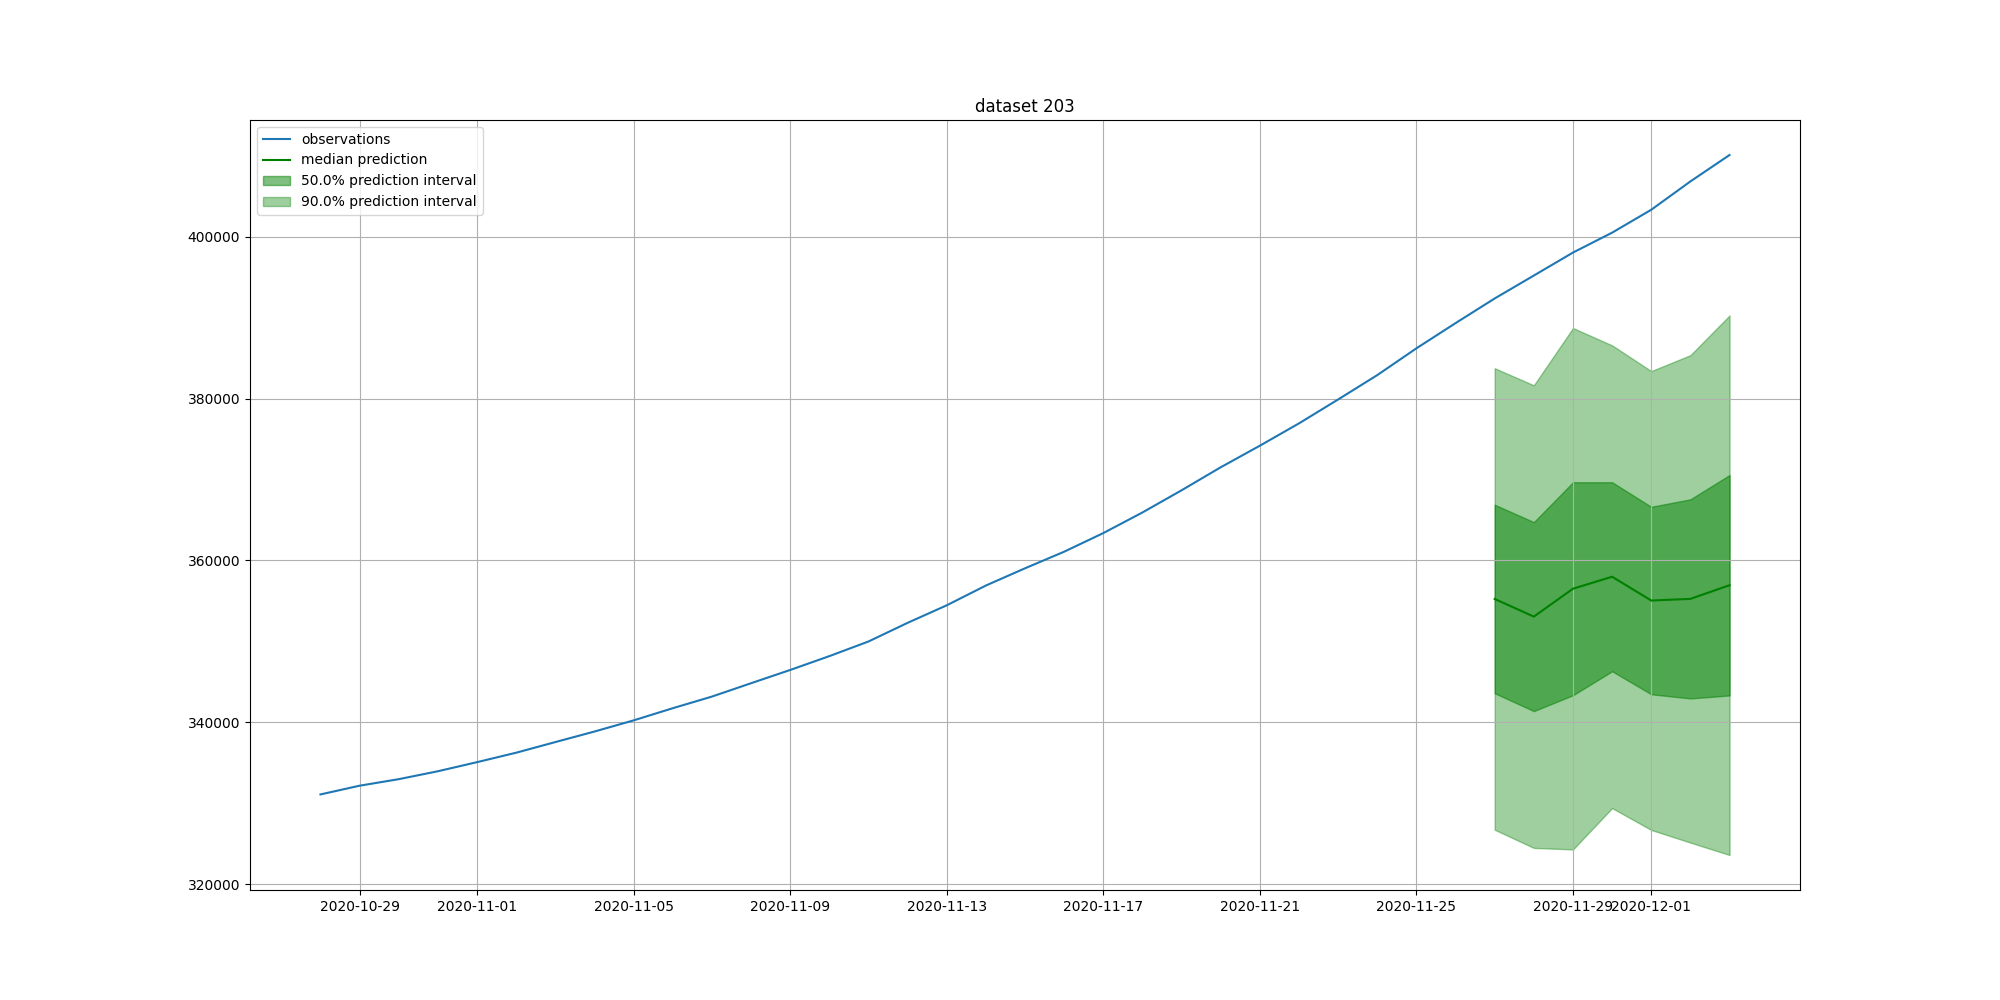 dataset 203
observations
median prediction
50.0% prediction interval
90.0% prediction interval
400000
380000
360000
340000
320000
2020-10-29 2020-11-01 2020-11-05 2020-11-09 2020-11-13 2020-11-17 2020-11-21 2020-11-25 2020-11-29 2020-12-01